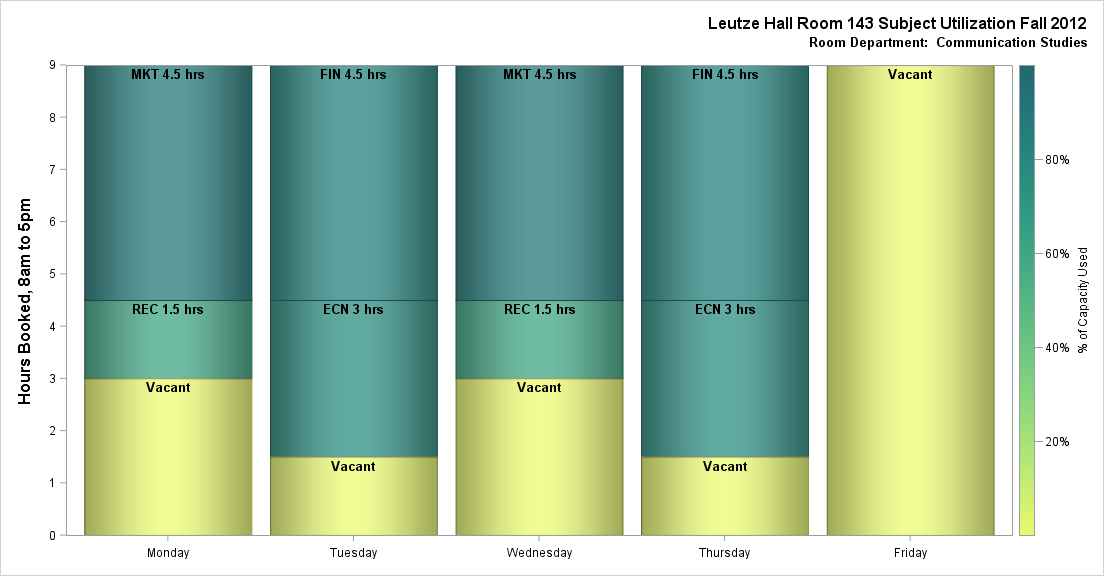 Leutze Hall Room 143 Subject Utilization Fall 2012
Room Department:  Communication Studies
Hours Booked, 8am to 5pm
9
8
7
6
5
4
3
2
1
0
MKT 4.5 hrs
REC 1.5 hrs
Vacant
FIN 4.5 hrs
ECN 3 hrs
Vacant
MKT 4.5 hrs
REC 1.5 hrs
Vacant
FIN 4.5 hrs
ECN 3 hrs
Vacant
Vacant
Monday
Tuesday
Wednesday
Thursday
Friday
80%
60%
40%
20%
% of Capacity Used